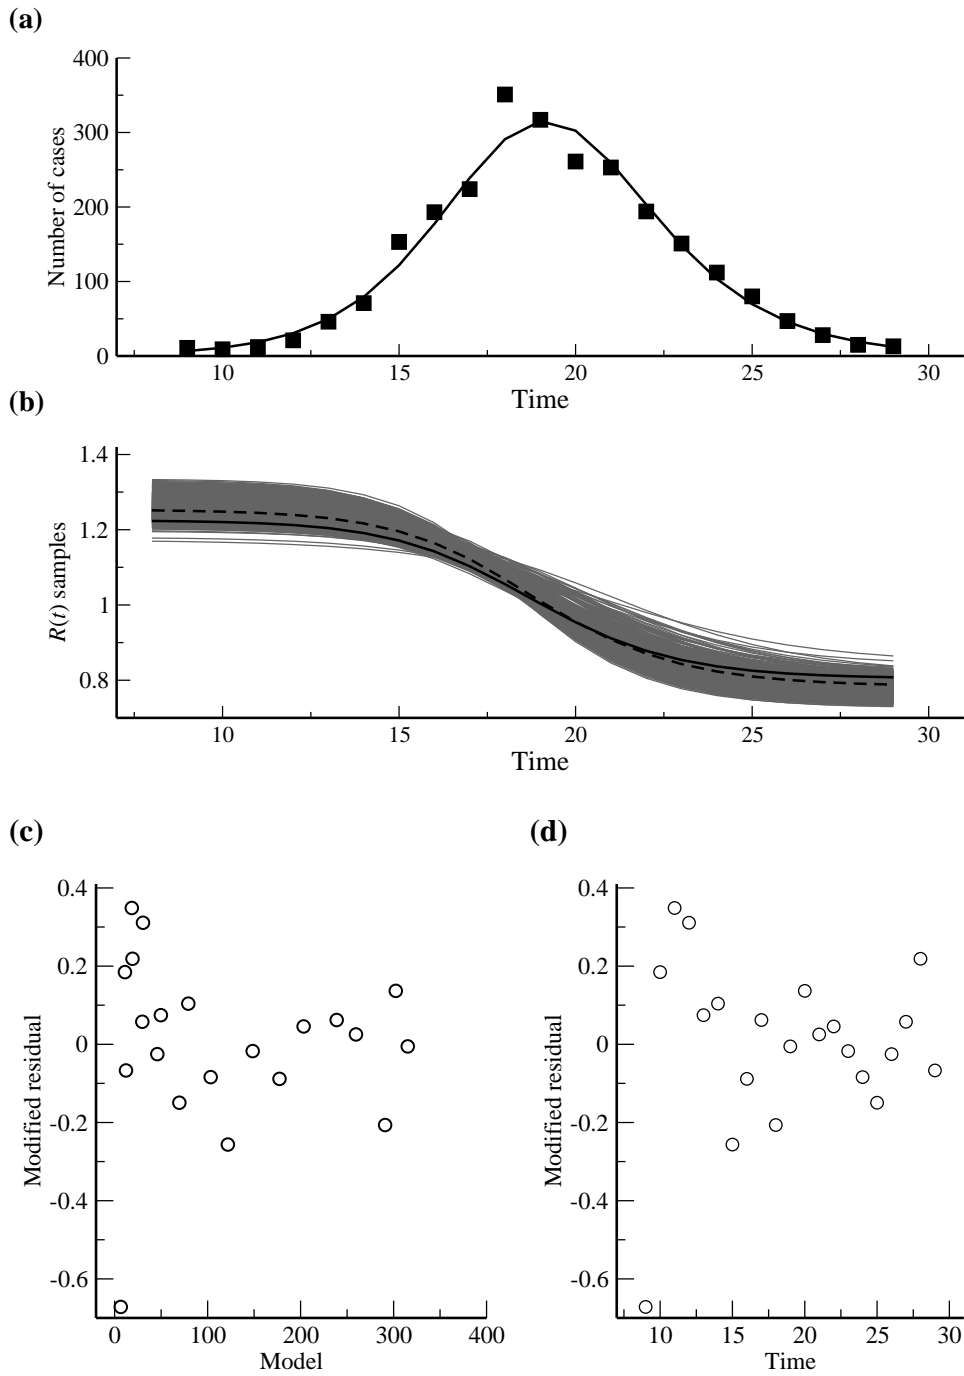 (a)
400
300
200
100
0
Number of cases
10 15 20 25 30
Time
(b)
1.4
1.2
1
0.8
R(t) samples
10 15 20 25 30
Time
(c)
0.4
0.2
0
-0.2
-0.4
-0.6
Modified residual
0 100 200 300 400
Model
(d)
0.4
0.2
0
-0.2
-0.4
-0.6
Modified residual
10 15 20 25 30
Time